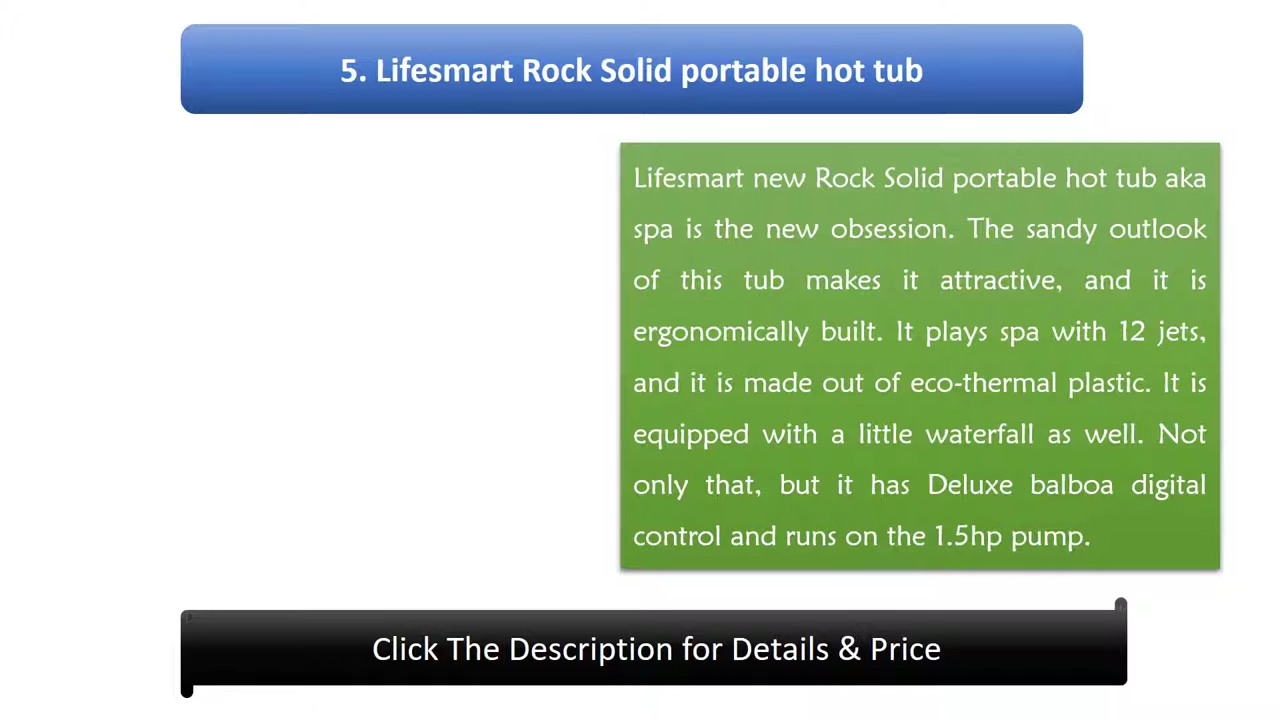 5. Lifesmart Rock Solid portable hot tub
Lifesmart new Rock Solid portable hot tub aka
spa is the new obsession. The sandy outlook
of this tub makes it attractive, and it is
ergonomically built. It plays spa with 12 jets,
and it is made out of eco-thermal plastic. It is
equipped with a little waterfall as well. Not
only that, but it has Deluxe balboa digital
control and runs on the 1.5hp pump.
Click The Description for Details & Price